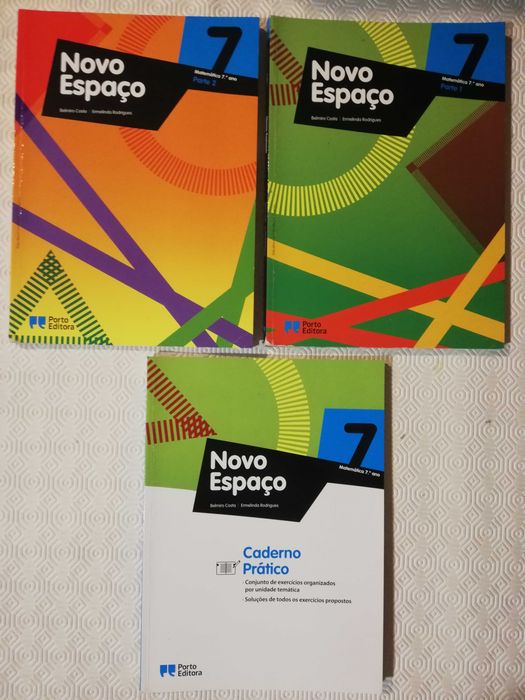 7
Novo
Espaço
Matemática 7.º ano
Parte 2
Belmiro Costa | Ermelinda Rodrigues
Porto
Editora
7
Novo
Espaço
Matemática 7.º ano
Parte 1
Belmiro Costa | Ermelinda Rodrigues
Porto
Editora
7
Novo
Espaço
Matemática 7.º ano
Belmiro Costa | Ermelinda Rodrigues
Caderno
Prático
· Conjunto de exercícios organizados
por unidade temática
· Soluções de todos os exercícios propostos
Porto
Editora